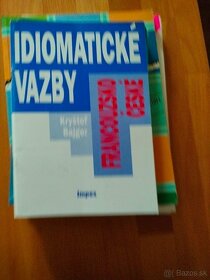 IDIOMATICKÉ
VAZBY
FRANCOUZSKO
ČESKÉ
Kryštof
Bajger
impex
© bazos.sk